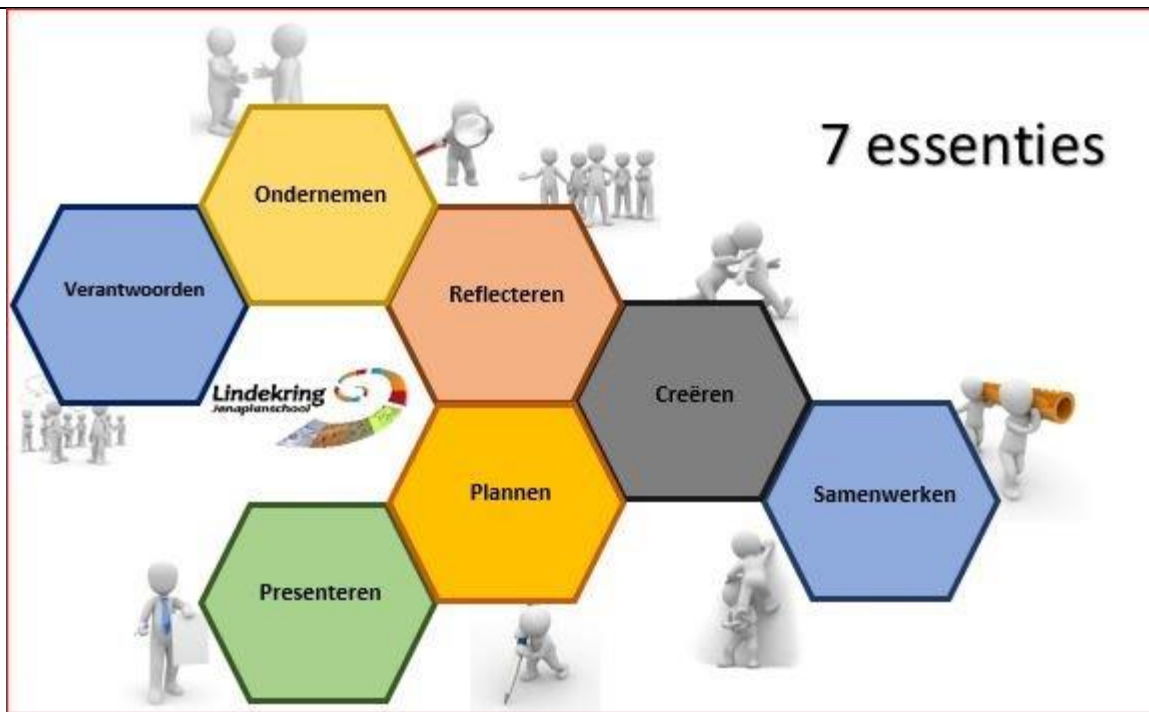 7 essenties
Ondernemen
Verantwoorden
Reflecteren
Lindekring
Jenaplanschool
Creëren
Plannen
Samenwerken
Presenteren